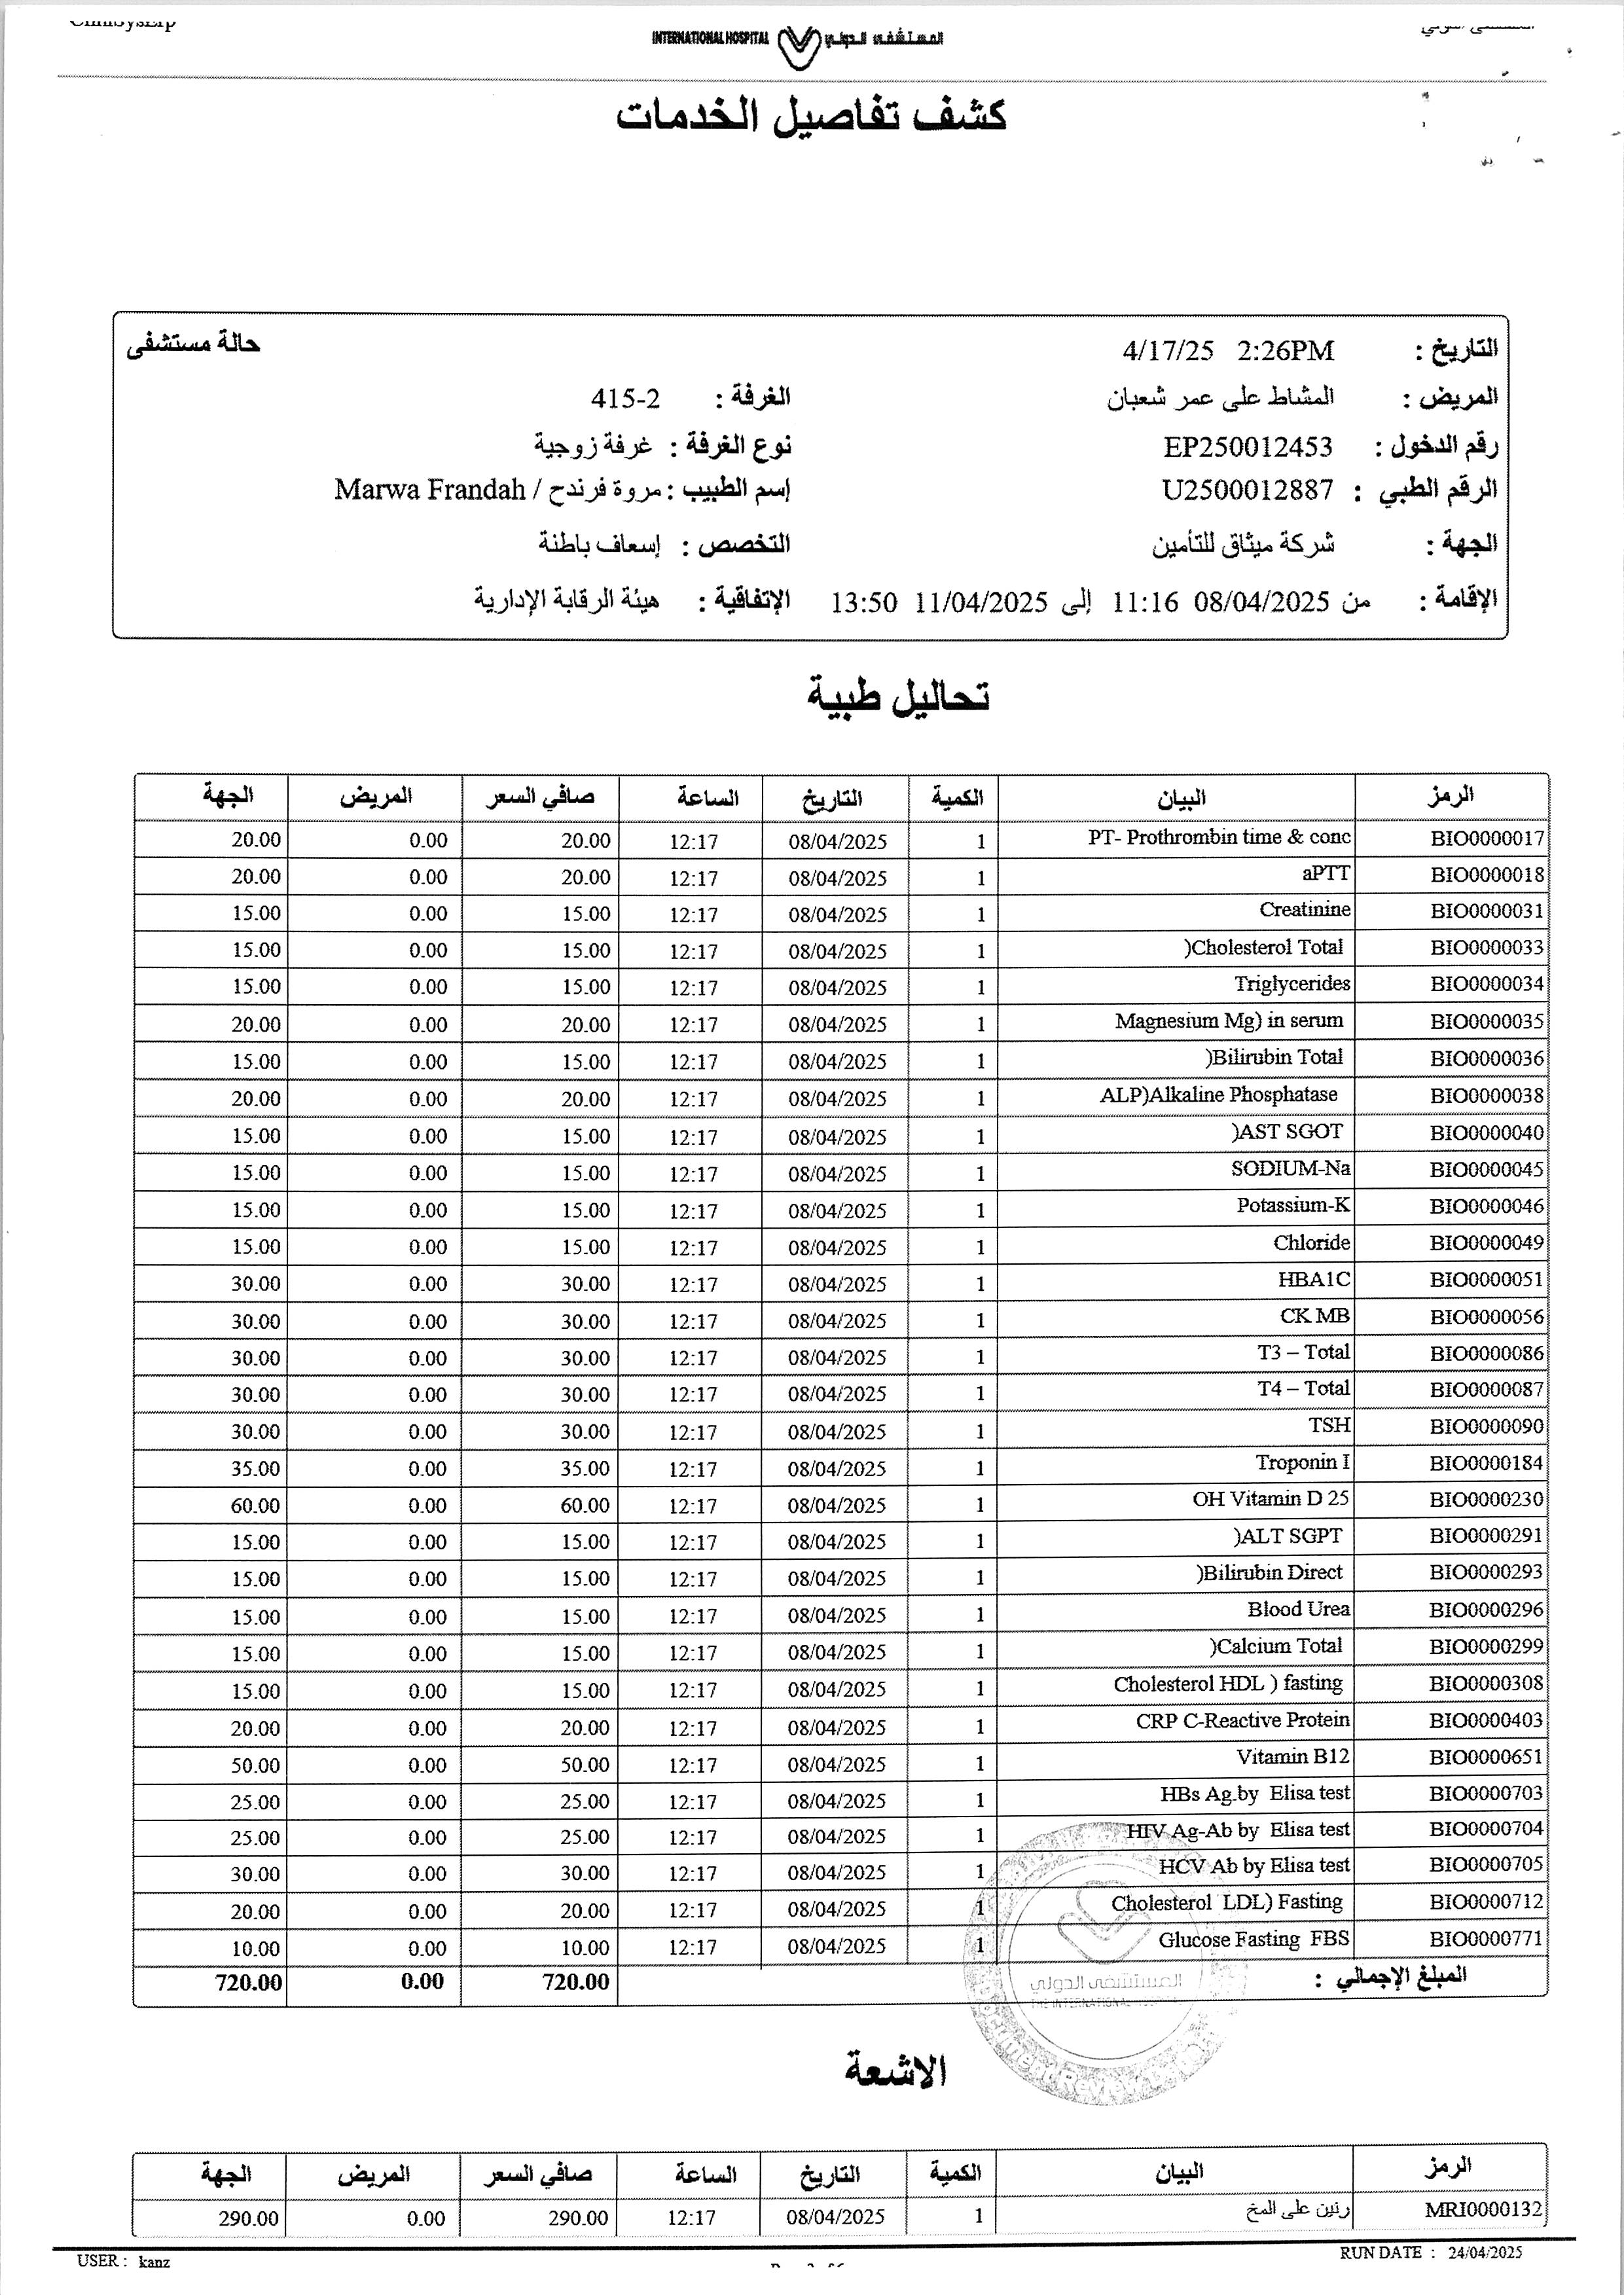 INTERNATIONAL HOSPITAL المستشفى الدولي
كشف تفاصيل الخدمات
التاريخ : 4/17/25 2:26PM حالة مستشفى
المريض : المشاط على عمر شعبان الغرفة : 415-2
رقم الدخول : EP250012453 نوع الغرفة : غرفة زوجية
الرقم الطبي : U2500012887 إسم الطبيب : مروة فرندح / Marwa Frandah
الجهة : شركة ميثاق للتأمين التخصص : إسعاف باطنة
الإقامة : من 08/04/2025 11:16 إلى 11/04/2025 13:50 الإتفاقية : هيئة الرقابة الإدارية
تحاليل طبية
الرمز البيان الكمية التاريخ الساعة صافي السعر المريض الجهة
BIO0000017 PT- Prothrombin time & conc 1 08/04/2025 12:17 20.00 0.00 20.00
BIO0000018 aPTT 1 08/04/2025 12:17 20.00 0.00 20.00
BIO0000031 Creatinine 1 08/04/2025 12:17 15.00 0.00 15.00
BIO0000033 )Cholesterol Total 1 08/04/2025 12:17 15.00 0.00 15.00
BIO0000034 Triglycerides 1 08/04/2025 12:17 15.00 0.00 15.00
BIO0000035 Magnesium Mg) in serum 1 08/04/2025 12:17 20.00 0.00 20.00
BIO0000036 )Bilirubin Total 1 08/04/2025 12:17 15.00 0.00 15.00
BIO0000038 ALP)Alkaline Phosphatase 1 08/04/2025 12:17 20.00 0.00 20.00
BIO0000040 )AST SGOT 1 08/04/2025 12:17 15.00 0.00 15.00
BIO0000045 SODIUM-Na 1 08/04/2025 12:17 15.00 0.00 15.00
BIO0000046 Potassium-K 1 08/04/2025 12:17 15.00 0.00 15.00
BIO0000049 Chloride 1 08/04/2025 12:17 15.00 0.00 15.00
BIO0000051 HBA1C 1 08/04/2025 12:17 30.00 0.00 30.00
BIO0000056 CK MB 1 08/04/2025 12:17 30.00 0.00 30.00
BIO0000086 T3 – Total 1 08/04/2025 12:17 30.00 0.00 30.00
BIO0000087 T4 – Total 1 08/04/2025 12:17 30.00 0.00 30.00
BIO0000090 TSH 1 08/04/2025 12:17 30.00 0.00 30.00
BIO0000184 Troponin I 1 08/04/2025 12:17 35.00 0.00 35.00
BIO0000230 OH Vitamin D 25 1 08/04/2025 12:17 60.00 0.00 60.00
BIO0000291 )ALT SGPT 1 08/04/2025 12:17 15.00 0.00 15.00
BIO0000293 )Bilirubin Direct 1 08/04/2025 12:17 15.00 0.00 15.00
BIO0000296 Blood Urea 1 08/04/2025 12:17 15.00 0.00 15.00
BIO0000299 )Calcium Total 1 08/04/2025 12:17 15.00 0.00 15.00
BIO0000308 Cholesterol HDL ) fasting 1 08/04/2025 12:17 15.00 0.00 15.00
BIO0000403 CRP C-Reactive Protein 1 08/04/2025 12:17 20.00 0.00 20.00
BIO0000651 Vitamin B12 1 08/04/2025 12:17 50.00 0.00 50.00
BIO0000703 HBs Ag.by Elisa test 1 08/04/2025 12:17 25.00 0.00 25.00
BIO0000704 HIV Ag-Ab by Elisa test 1 08/04/2025 12:17 25.00 0.00 25.00
BIO0000705 HCV Ab by Elisa test 1 08/04/2025 12:17 30.00 0.00 30.00
BIO0000712 Cholesterol LDL) Fasting 1 08/04/2025 12:17 20.00 0.00 20.00
BIO0000771 Glucose Fasting FBS 1 08/04/2025 12:17 10.00 0.00 10.00
المبلغ الإجمالي : 720.00 0.00 720.00
المستشفى الدولي
THE INTERNATIONAL HOSPITAL
الاشعة
الرمز البيان الكمية التاريخ الساعة صافي السعر المريض الجهة
MRI0000132 رنين على المخ 1 08/04/2025 12:17 290.00 0.00 290.00
USER : kanz RUN DATE : 24/04/2025